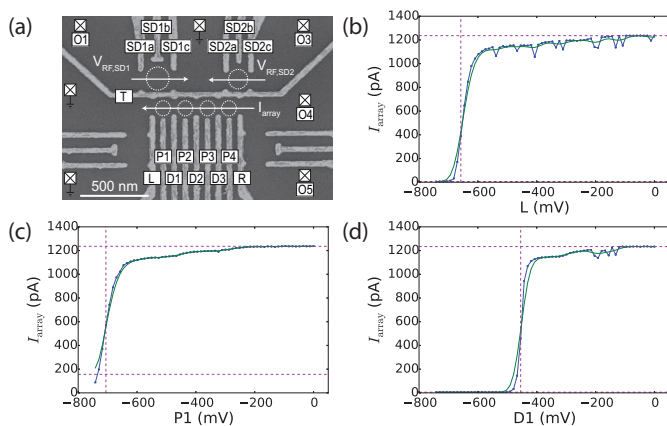 (a)
O1
SD1b
SD2b
O3
SD1a
SD1c
SD2a
SD2c
V_RF,SD1
V_RF,SD2
T
I_array
O4
P1
P2
P3
P4
L
D1
D2
D3
R
500 nm
O5
(b)
1400
1200
1000
800
600
400
200
0
I_array (pA)
−800
−600
−400
−200
0
L (mV)
(c)
1400
1200
1000
800
600
400
200
0
I_array (pA)
−800
−600
−400
−200
0
P1 (mV)
(d)
1400
1200
1000
800
600
400
200
0
I_array (pA)
−800
−600
−400
−200
0
D1 (mV)